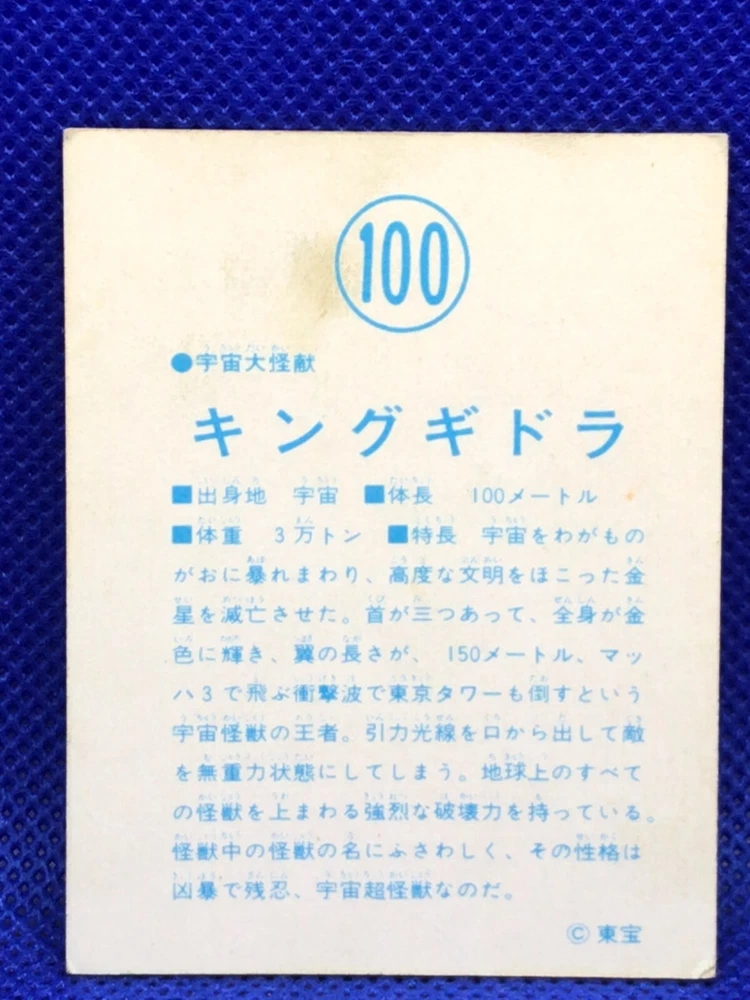 100
●宇宙大怪獣
キングギドラ
■出身地 宇宙 ■体長 100メートル
■体重 3万トン ■特長 宇宙をわがもの
がおに暴れまわり、高度な文明をほこった金
星を滅亡させた。首が三つあって、全身が金
色に輝き、翼の長さが、150メートル、マッ
ハ3で飛ぶ衝撃波で東京タワーも倒すという
宇宙怪獣の王者。引力光線を口から出して敵
を無重力状態にしてしまう。地球上のすべて
の怪獣を上まわる強烈な破壊力を持っている。
怪獣中の怪獣の名にふさわしく、その性格は
凶暴で残忍、宇宙超怪獣なのだ。
© 東宝